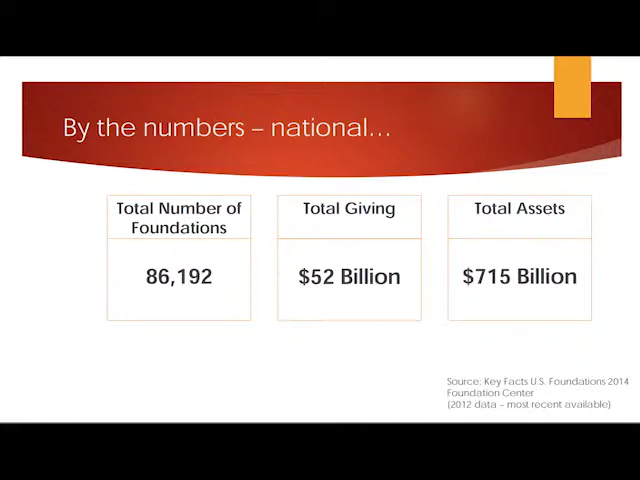 By the numbers – national…
Total Number of
Foundations
86,192
Total Giving
$52 Billion
Total Assets
$715 Billion
Source: Key Facts U.S. Foundations 2014
Foundation Center
(2012 data – most recent available)